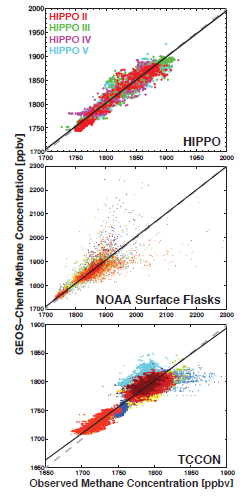 2000
HIPPO II
HIPPO III
HIPPO IV
HIPPO V
1950
1900
1850
1800
1750
1700
HIPPO
1700 1750 1800 1850 1900 1950 2000
2300
2200
2100
2000
1900
1800
1700
NOAA Surface Flasks
1700 1800 1900 2000 2100 2200 2300
1900
1850
1800
1750
1700
1650
TCCON
1650 1700 1750 1800 1850 1900
GEOS-Chem Methane Concentration [ppbv]
Observed Methane Concentration [ppbv]